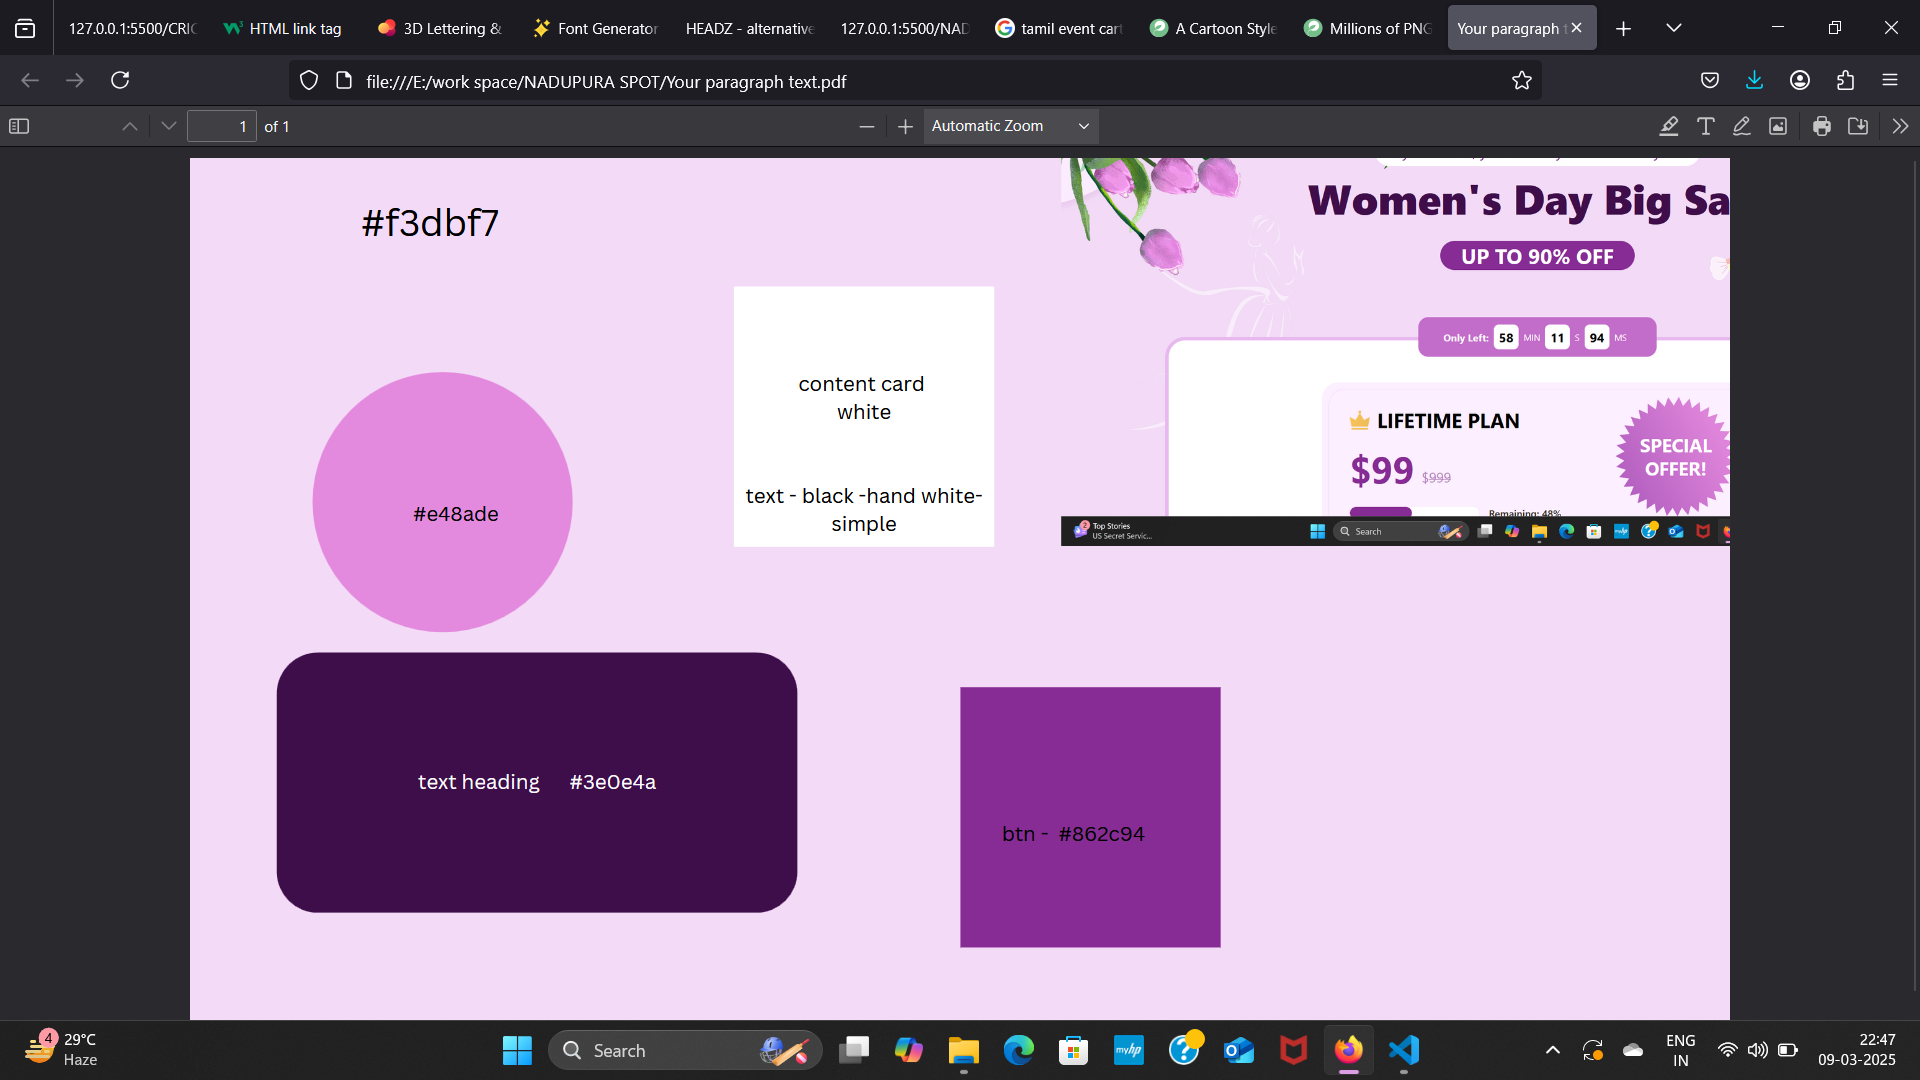 127.0.0.1:5500/CRIC
HTML link tag
3D Lettering &
Font Generator
HEADZ - alternative
127.0.0.1:5500/NAD
tamil event cart
A Cartoon Style
Millions of PNG
Your paragraph t
file:///E:/work space/NADUPURA SPOT/Your paragraph text.pdf
1 of 1
Automatic Zoom
#f3dbf7
Women's Day Big Sa
UP TO 90% OFF
Only Left: 58 MIN 11 S 94 MS
content card
white
text - black -hand white-
simple
LIFETIME PLAN
$99 $999
SPECIAL
OFFER!
Remaining: 48%
#e48ade
2
Top Stories
US Secret Servic...
Search
myhp
text heading #3e0e4a
btn - #862c94
4
29°C
Haze
Search
myhp
ENG
IN
22:47
09-03-2025